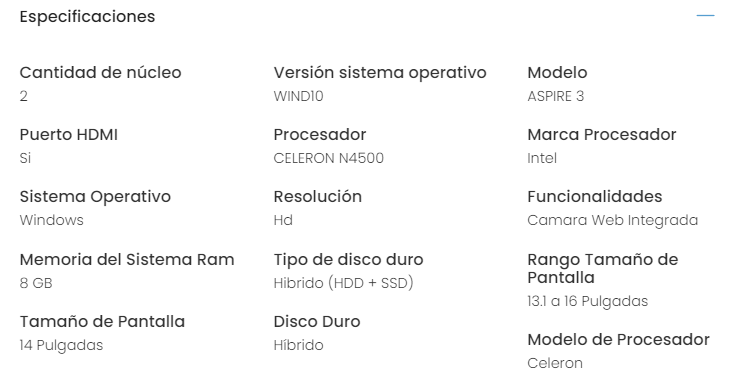 Especificaciones
Cantidad de núcleo
2
Puerto HDMI
Si
Sistema Operativo
Windows
Memoria del Sistema Ram
8 GB
Tamaño de Pantalla
14 Pulgadas
Versión sistema operativo
WIND10
Procesador
CELERON N4500
Resolución
Hd
Tipo de disco duro
Hibrido (HDD + SSD)
Disco Duro
Híbrido
Modelo
ASPIRE 3
Marca Procesador
Intel
Funcionalidades
Camara Web Integrada
Rango Tamaño de
Pantalla
13.1 a 16 Pulgadas
Modelo de Procesador
Celeron